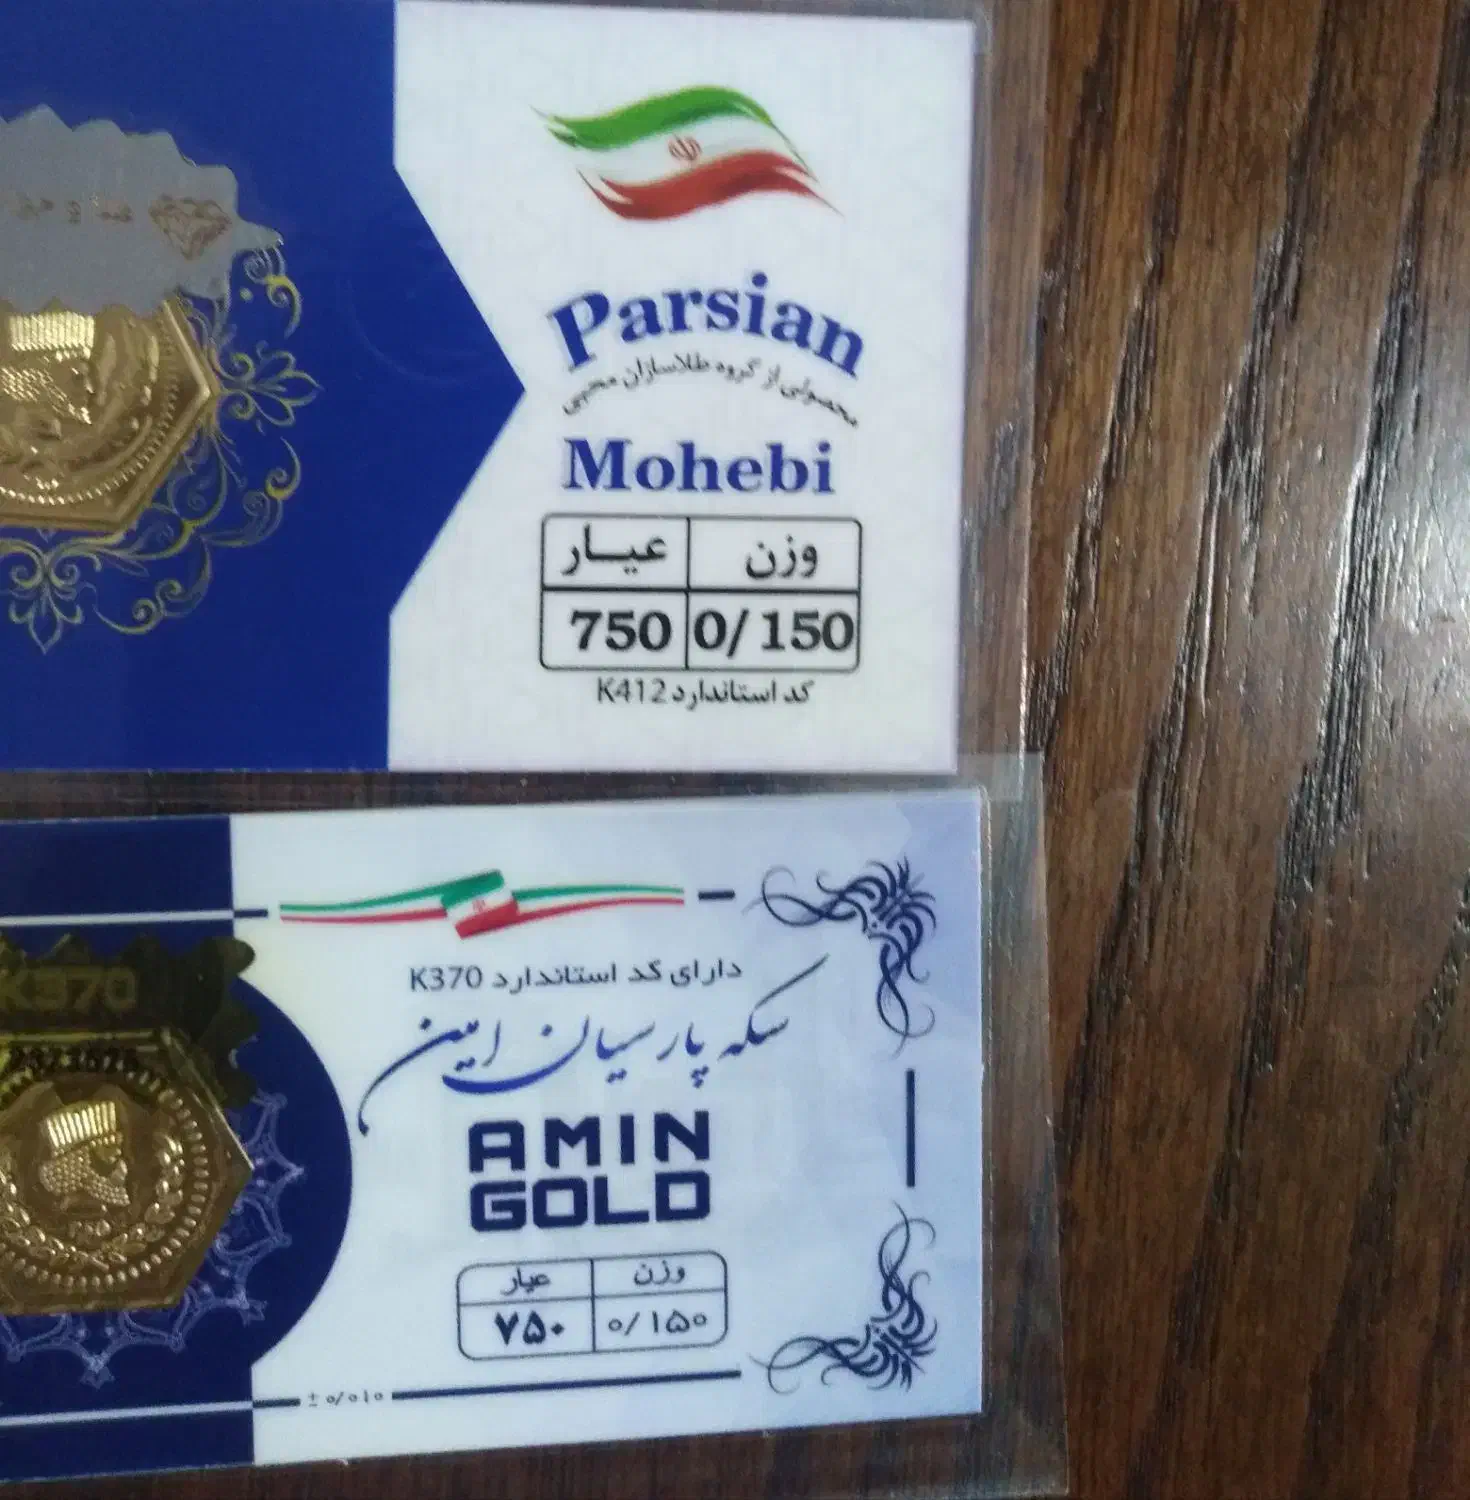 Parsian
محصولی از گروه طلاسازان محبی
Mohebi
وزن عیار
0/150 750
کد استاندارد K412
K370
دارای کد استاندارد K370
سکه پارسیان امین
AMIN
GOLD
وزن عیار
۰/۱۵۰ ۷۵۰
± ۰/۰۱۰